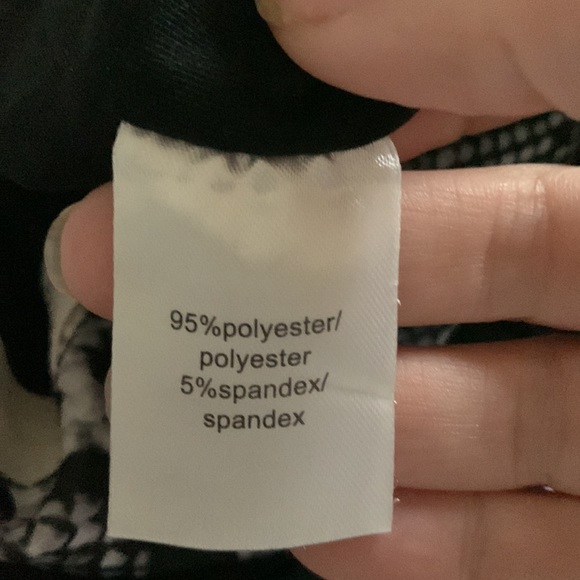 95%polyester/
polyester
5%spandex/
spandex